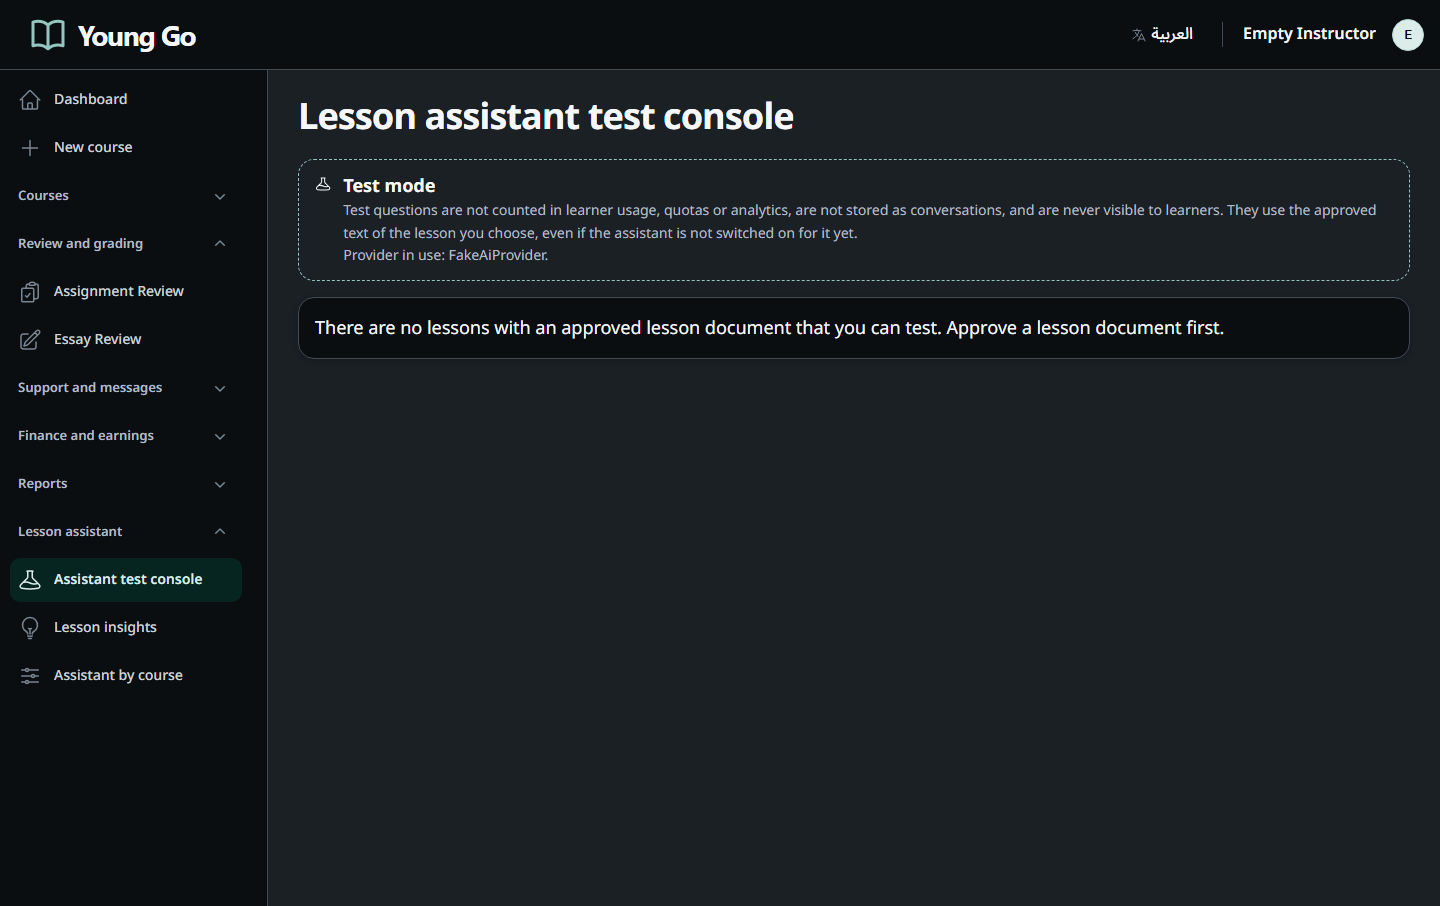 Young Go
العربية
Empty Instructor
E
Dashboard
New course
Courses
Review and grading
Assignment Review
Essay Review
Support and messages
Finance and earnings
Reports
Lesson assistant
Assistant test console
Lesson insights
Assistant by course
Lesson assistant test console
Test mode
Test questions are not counted in learner usage, quotas or analytics, are not stored as conversations, and are never visible to learners. They use the approved
text of the lesson you choose, even if the assistant is not switched on for it yet.
Provider in use: FakeAiProvider.
There are no lessons with an approved lesson document that you can test. Approve a lesson document first.